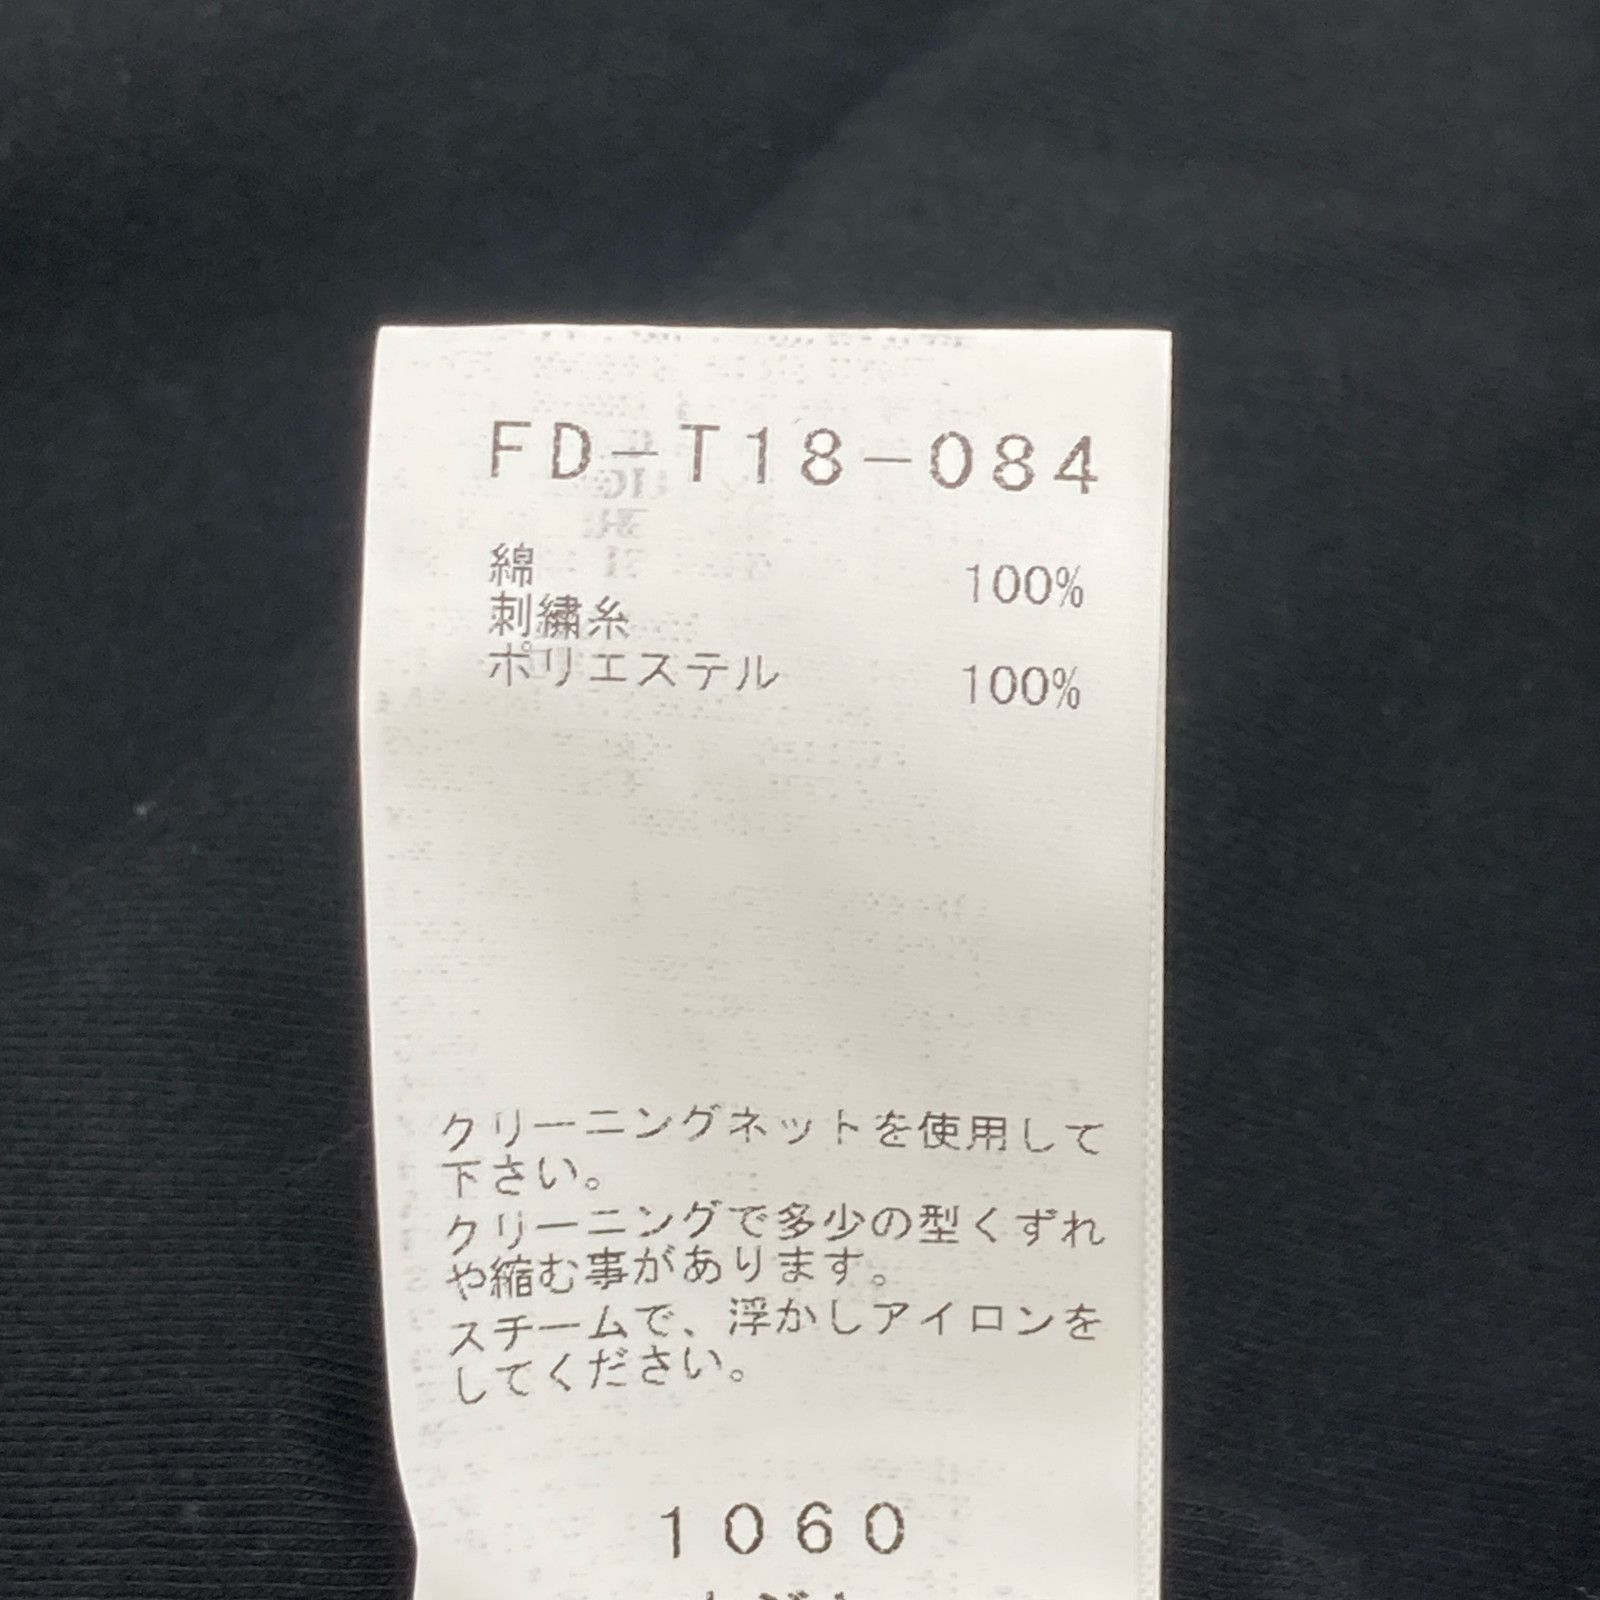 FD-T18-084
綿 100%
刺繍糸
ポリエステル 100%
クリーニングネットを使用して
下さい。
クリーニングで多少の型くずれ
や縮む事があります。
スチームで、浮かしアイロンを
してください。
1060